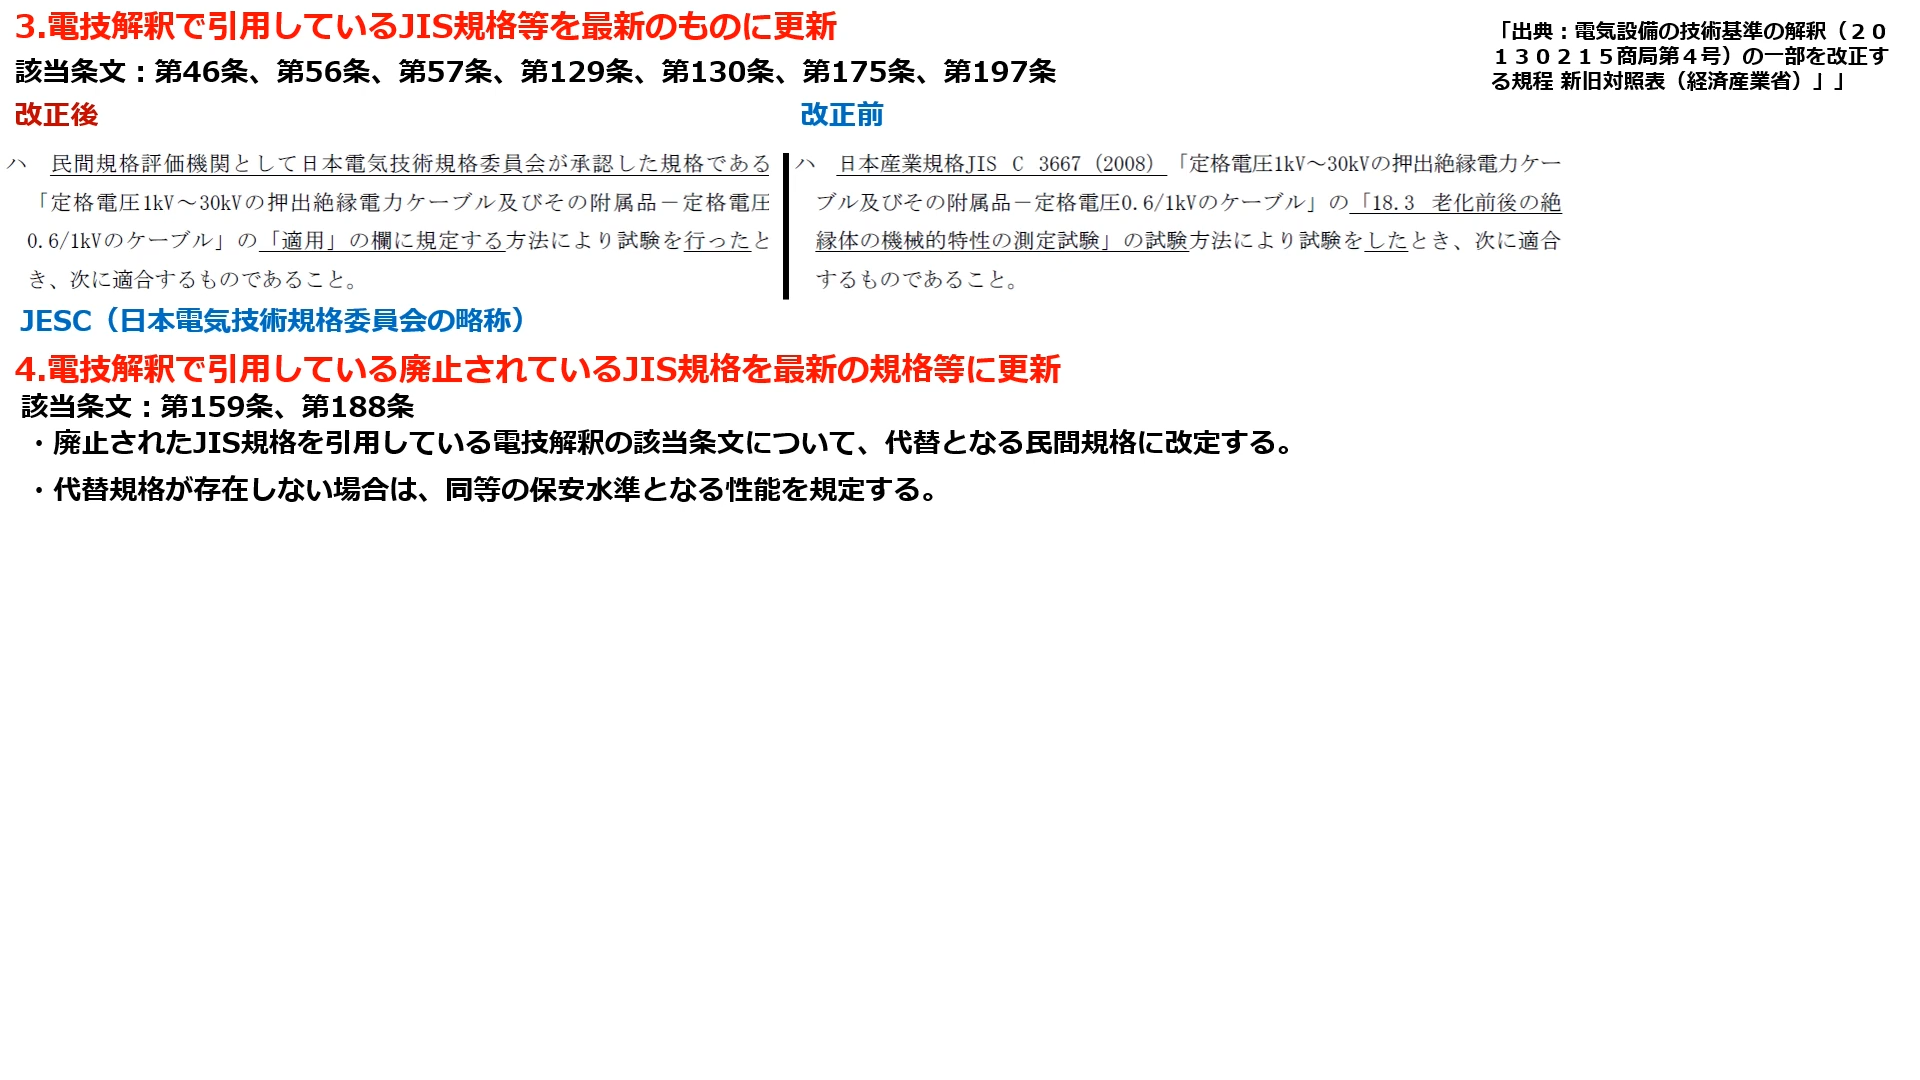 3.電技解釈で引用しているJIS規格等を最新のものに更新
該当条文：第46条、第56条、第57条、第129条、第130条、第175条、第197条
「出典：電気設備の技術基準の解釈（２０
１３０２１５商局第４号）の一部を改正す
る規程 新旧対照表（経済産業省）」」
改正後
ハ　民間規格評価機関として日本電気技術規格委員会が承認した規格である
「定格電圧1kV～30kVの押出絶縁電力ケーブル及びその附属品－定格電圧
0.6/1kVのケーブル」の「適用」の欄に規定する方法により試験を行ったと
き、次に適合するものであること。
改正前
ハ　日本産業規格JIS C 3667（2008）「定格電圧1kV～30kVの押出絶縁電力ケー
ブル及びその附属品－定格電圧0.6/1kVのケーブル」の「18.3　老化前後の絶
縁体の機械的特性の測定試験」の試験方法により試験をしたとき、次に適合
するものであること。
JESC（日本電気技術規格委員会の略称）
4.電技解釈で引用している廃止されているJIS規格を最新の規格等に更新
該当条文：第159条、第188条
・廃止されたJIS規格を引用している電技解釈の該当条文について、代替となる民間規格に改定する。
・代替規格が存在しない場合は、同等の保安水準となる性能を規定する。